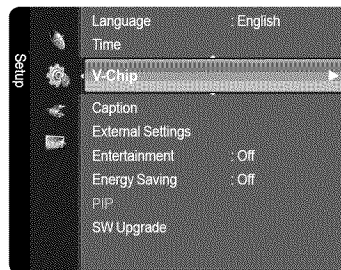 Setup
Language : English
Time
V-Chip
Caption
External Settings
Entertainment : Off
Energy Saving : Off
PIP
SW Upgrade